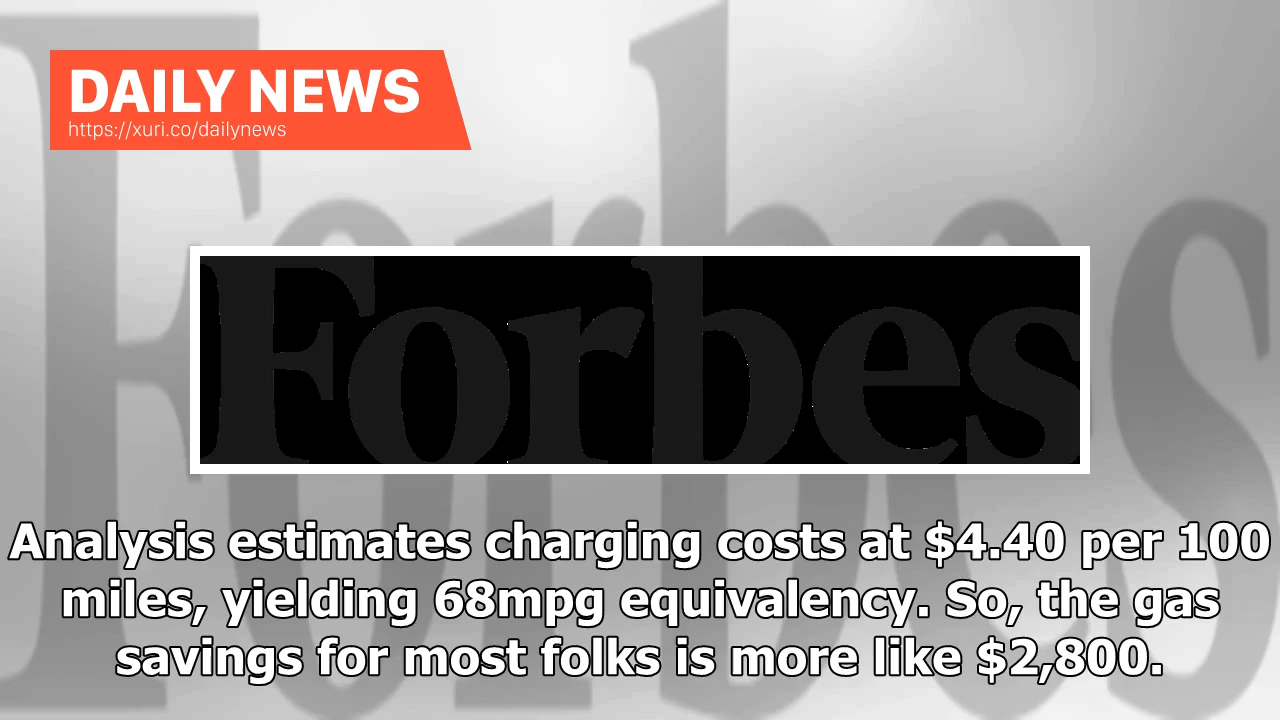 DAILY NEWS
https://xuri.co/dailynews
Forbes
Forbes
Analysis estimates charging costs at $4.40 per 100
miles, yielding 68mpg equivalency. So, the gas
savings for most folks is more like $2,800.